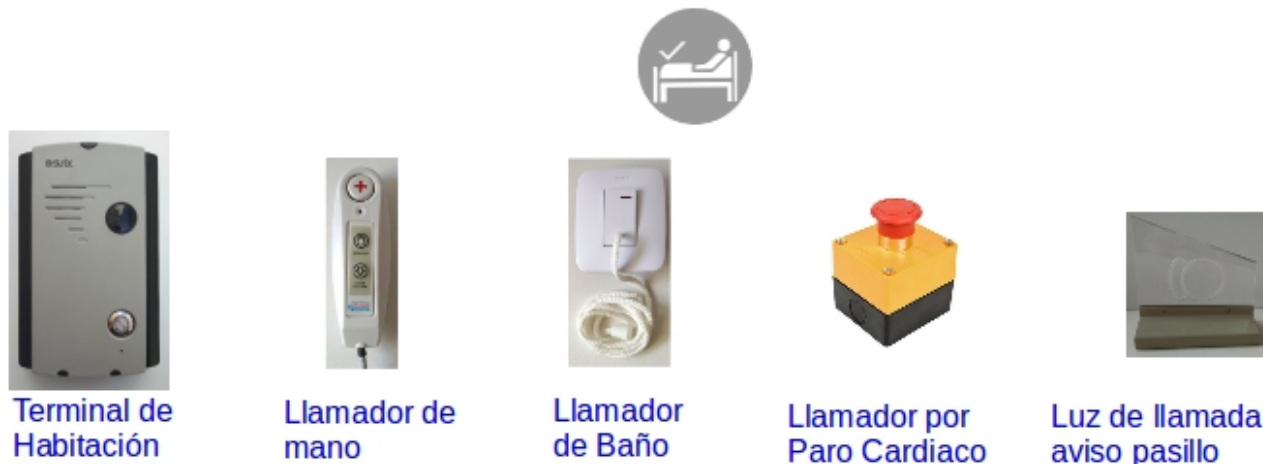 Terminal de
Habitación
Llamador de
mano
Llamador
de Baño
Llamador por
Paro Cardiaco
Luz de llamada
aviso pasillo